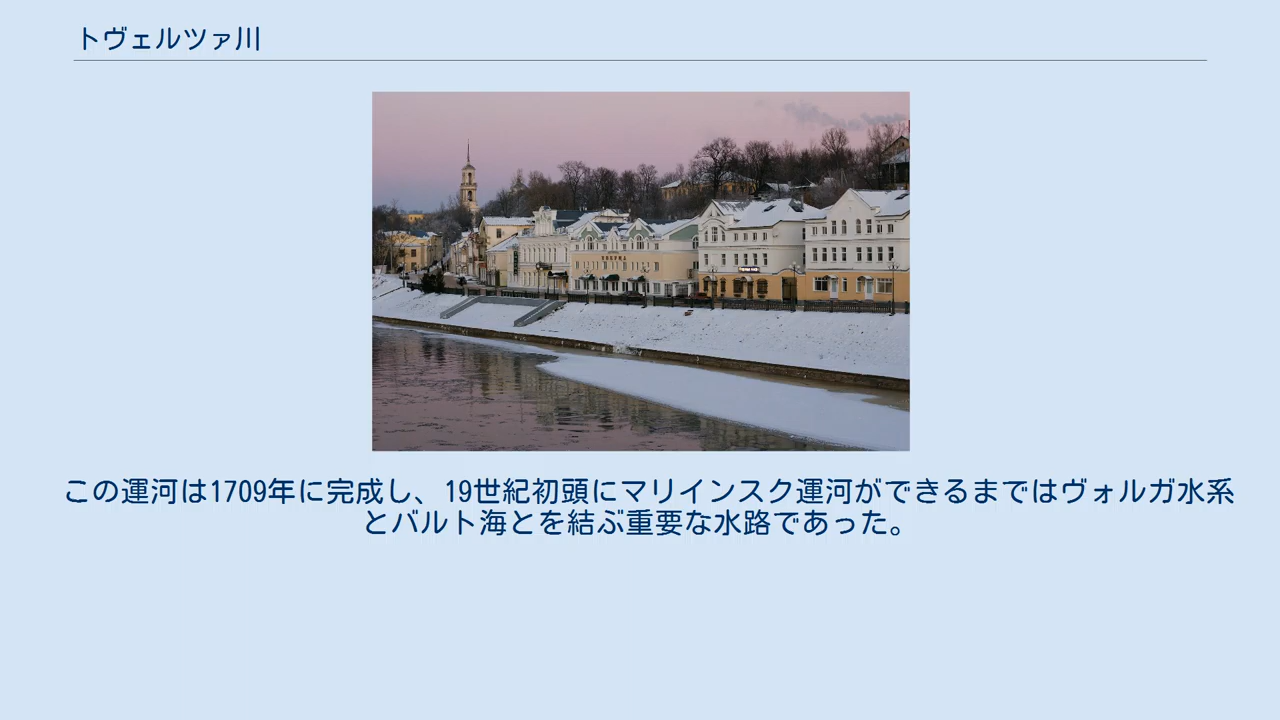 トヴェルツァ川
この運河は1709年に完成し、19世紀初頭にマリインスク運河ができるまではヴォルガ水系
とバルト海とを結ぶ重要な水路であった。